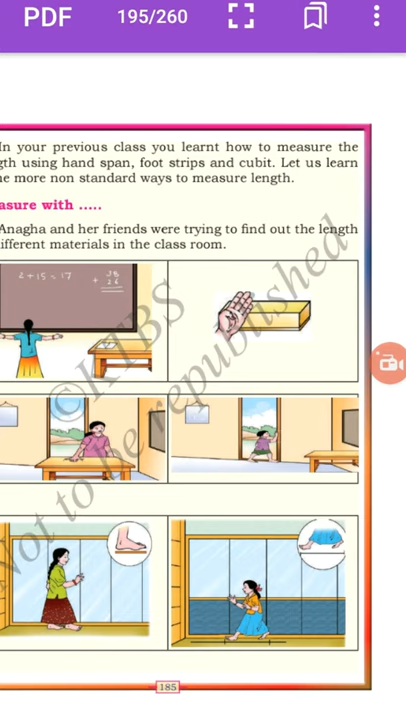 PDF 195/260
In your previous class you learnt how to measure the
gth using hand span, foot strips and cubit. Let us learn
ne more non standard ways to measure length.
asure with .....
Anagha and her friends were trying to find out the length
ifferent materials in the class room.
2+15=17
+ 26
©KTBS
Not to be republished
185